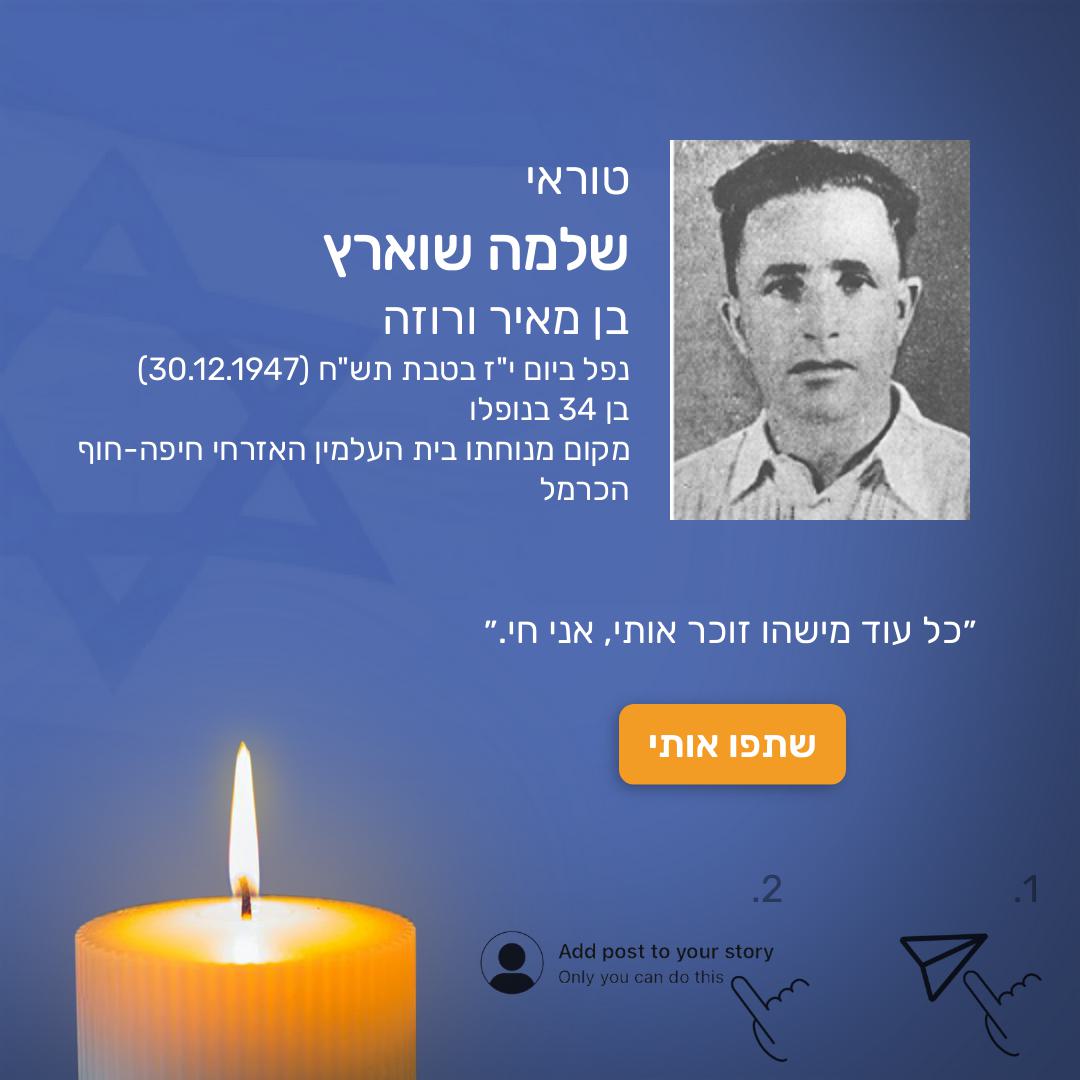 טוראי
שלמה שוארץ
בן מאיר ורוזה
נפל ביום י"ז בטבת תש"ח (30.12.1947)
בן 34 בנופלו
מקום מנוחתו בית העלמין האזרחי חיפה-חוף
הכרמל
״כל עוד מישהו זוכר אותי, אני חי.״
שתפו אותי
1.
2.
Add post to your story
Only you can do this